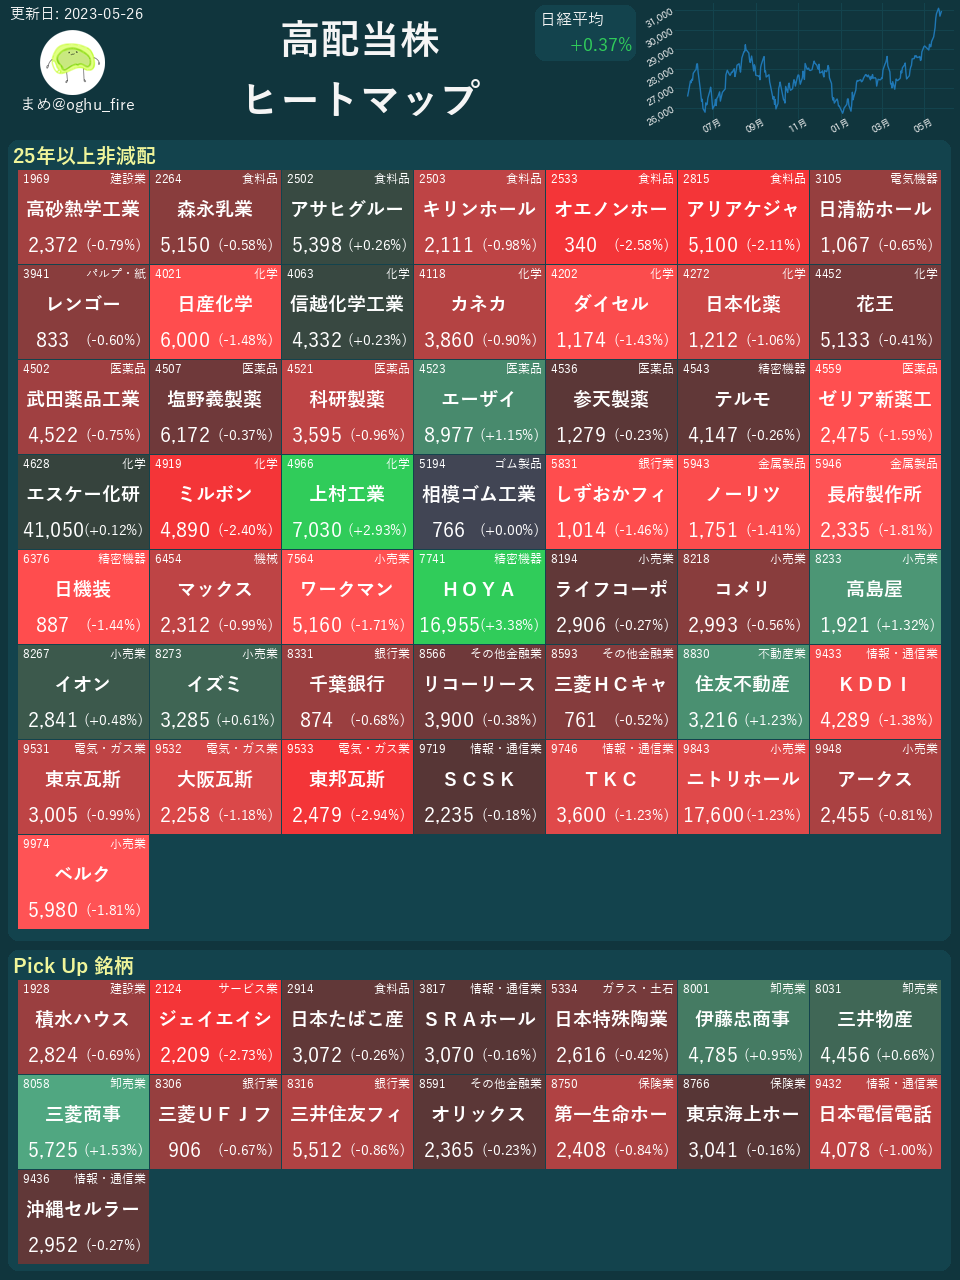 更新日: 2023-05-26
まめ@oghu_fire
高配当株
ヒートマップ
日経平均
+0.37%
31,000
30,000
29,000
28,000
27,000
26,000
07月 09月 11月 01月 03月 05月
25年以上非減配
1969 建設業 2264 食料品 2502 食料品 2503 食料品 2533 食料品 2815 食料品 3105 電気機器
高砂熱学工業 森永乳業 アサヒグルー キリンホール オエノンホー アリアケジャ 日清紡ホール
2,372 (-0.79%) 5,150 (-0.58%) 5,398 (+0.26%) 2,111 (-0.98%) 340 (-2.58%) 5,100 (-2.11%) 1,067 (-0.65%)
3941 パルプ・紙 4021 化学 4063 化学 4118 化学 4202 化学 4272 化学 4452 化学
レンゴー 日産化学 信越化学工業 カネカ ダイセル 日本化薬 花王
833 (-0.60%) 6,000 (-1.48%) 4,332 (+0.23%) 3,860 (-0.90%) 1,174 (-1.43%) 1,212 (-1.06%) 5,133 (-0.41%)
4502 医薬品 4507 医薬品 4521 医薬品 4523 医薬品 4536 医薬品 4543 精密機器 4559 医薬品
武田薬品工業 塩野義製薬 科研製薬 エーザイ 参天製薬 テルモ ゼリア新薬工
4,522 (-0.75%) 6,172 (-0.37%) 3,595 (-0.96%) 8,977 (+1.15%) 1,279 (-0.23%) 4,147 (-0.26%) 2,475 (-1.59%)
4628 化学 4919 化学 4966 化学 5194 ゴム製品 5831 銀行業 5943 金属製品 5946 金属製品
エスケー化研 ミルボン 上村工業 相模ゴム工業 しずおかフィ ノーリツ 長府製作所
41,050(+0.12%) 4,890 (-2.40%) 7,030 (+2.93%) 766 (+0.00%) 1,014 (-1.46%) 1,751 (-1.41%) 2,335 (-1.81%)
6376 精密機器 6454 機械 7564 小売業 7741 精密機器 8194 小売業 8218 小売業 8233 小売業
日機装 マックス ワークマン ＨＯＹＡ ライフコーポ コメリ 高島屋
887 (-1.44%) 2,312 (-0.99%) 5,160 (-1.71%) 16,955(+3.38%) 2,906 (-0.27%) 2,993 (-0.56%) 1,921 (+1.32%)
8267 小売業 8273 小売業 8331 銀行業 8566 その他金融業 8593 その他金融業 8830 不動産業 9433 情報・通信業
イオン イズミ 千葉銀行 リコーリース 三菱ＨＣキャ 住友不動産 ＫＤＤＩ
2,841 (+0.48%) 3,285 (+0.61%) 874 (-0.68%) 3,900 (-0.38%) 761 (-0.52%) 3,216 (+1.23%) 4,289 (-1.38%)
9531 電気・ガス業 9532 電気・ガス業 9533 電気・ガス業 9719 情報・通信業 9746 情報・通信業 9843 小売業 9948 小売業
東京瓦斯 大阪瓦斯 東邦瓦斯 ＳＣＳＫ ＴＫＣ ニトリホール アークス
3,005 (-0.99%) 2,258 (-1.18%) 2,479 (-2.94%) 2,235 (-0.18%) 3,600 (-1.23%) 17,600(-1.23%) 2,455 (-0.81%)
9974 小売業
ベルク
5,980 (-1.81%)
Pick Up 銘柄
1928 建設業 2124 サービス業 2914 食料品 3817 情報・通信業 5334 ガラス・土石 8001 卸売業 8031 卸売業
積水ハウス ジェイエイシ 日本たばこ産 ＳＲＡホール 日本特殊陶業 伊藤忠商事 三井物産
2,824 (-0.69%) 2,209 (-2.73%) 3,072 (-0.26%) 3,070 (-0.16%) 2,616 (-0.42%) 4,785 (+0.95%) 4,456 (+0.66%)
8058 卸売業 8306 銀行業 8316 銀行業 8591 その他金融業 8750 保険業 8766 保険業 9432 情報・通信業
三菱商事 三菱ＵＦＪフ 三井住友フィ オリックス 第一生命ホー 東京海上ホー 日本電信電話
5,725 (+1.53%) 906 (-0.67%) 5,512 (-0.86%) 2,365 (-0.23%) 2,408 (-0.84%) 3,041 (-0.16%) 4,078 (-1.00%)
9436 情報・通信業
沖縄セルラー
2,952 (-0.27%)